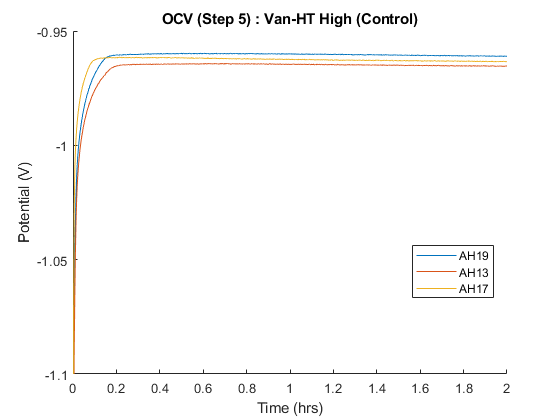 OCV (Step 5) : Van-HT High (Control)
-0.95
-1
-1.05
-1.1
Potential (V)
AH19
AH13
AH17
0 0.2 0.4 0.6 0.8 1 1.2 1.4 1.6 1.8 2
Time (hrs)